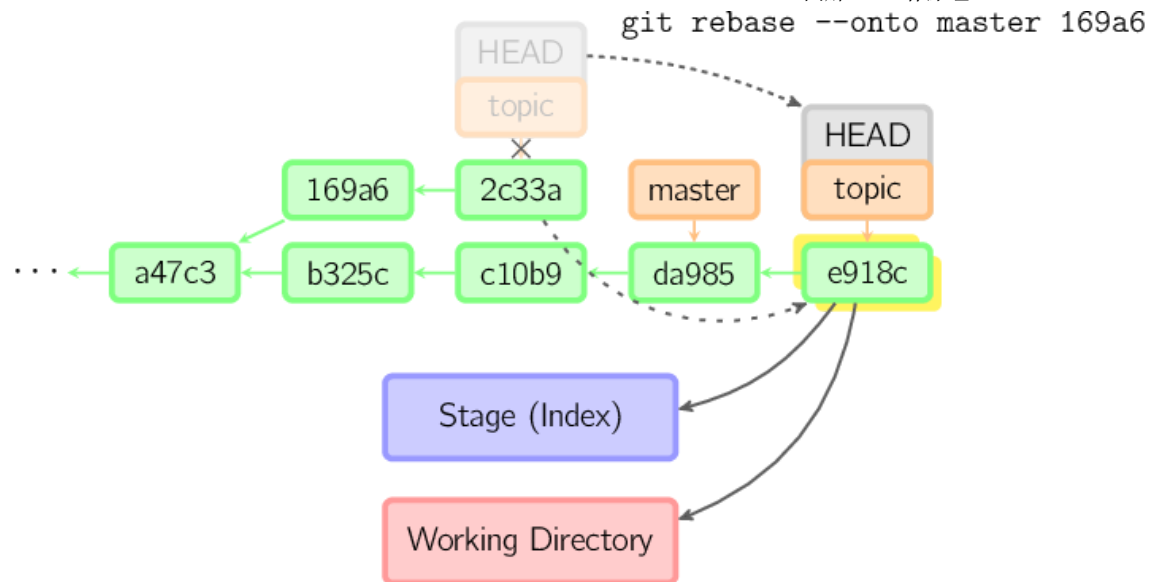 git rebase --onto master 169a6
HEAD
topic
HEAD
169a6
2c33a
master
topic
... a47c3
b325c
c10b9
da985
e918c
Stage (Index)
Working Directory